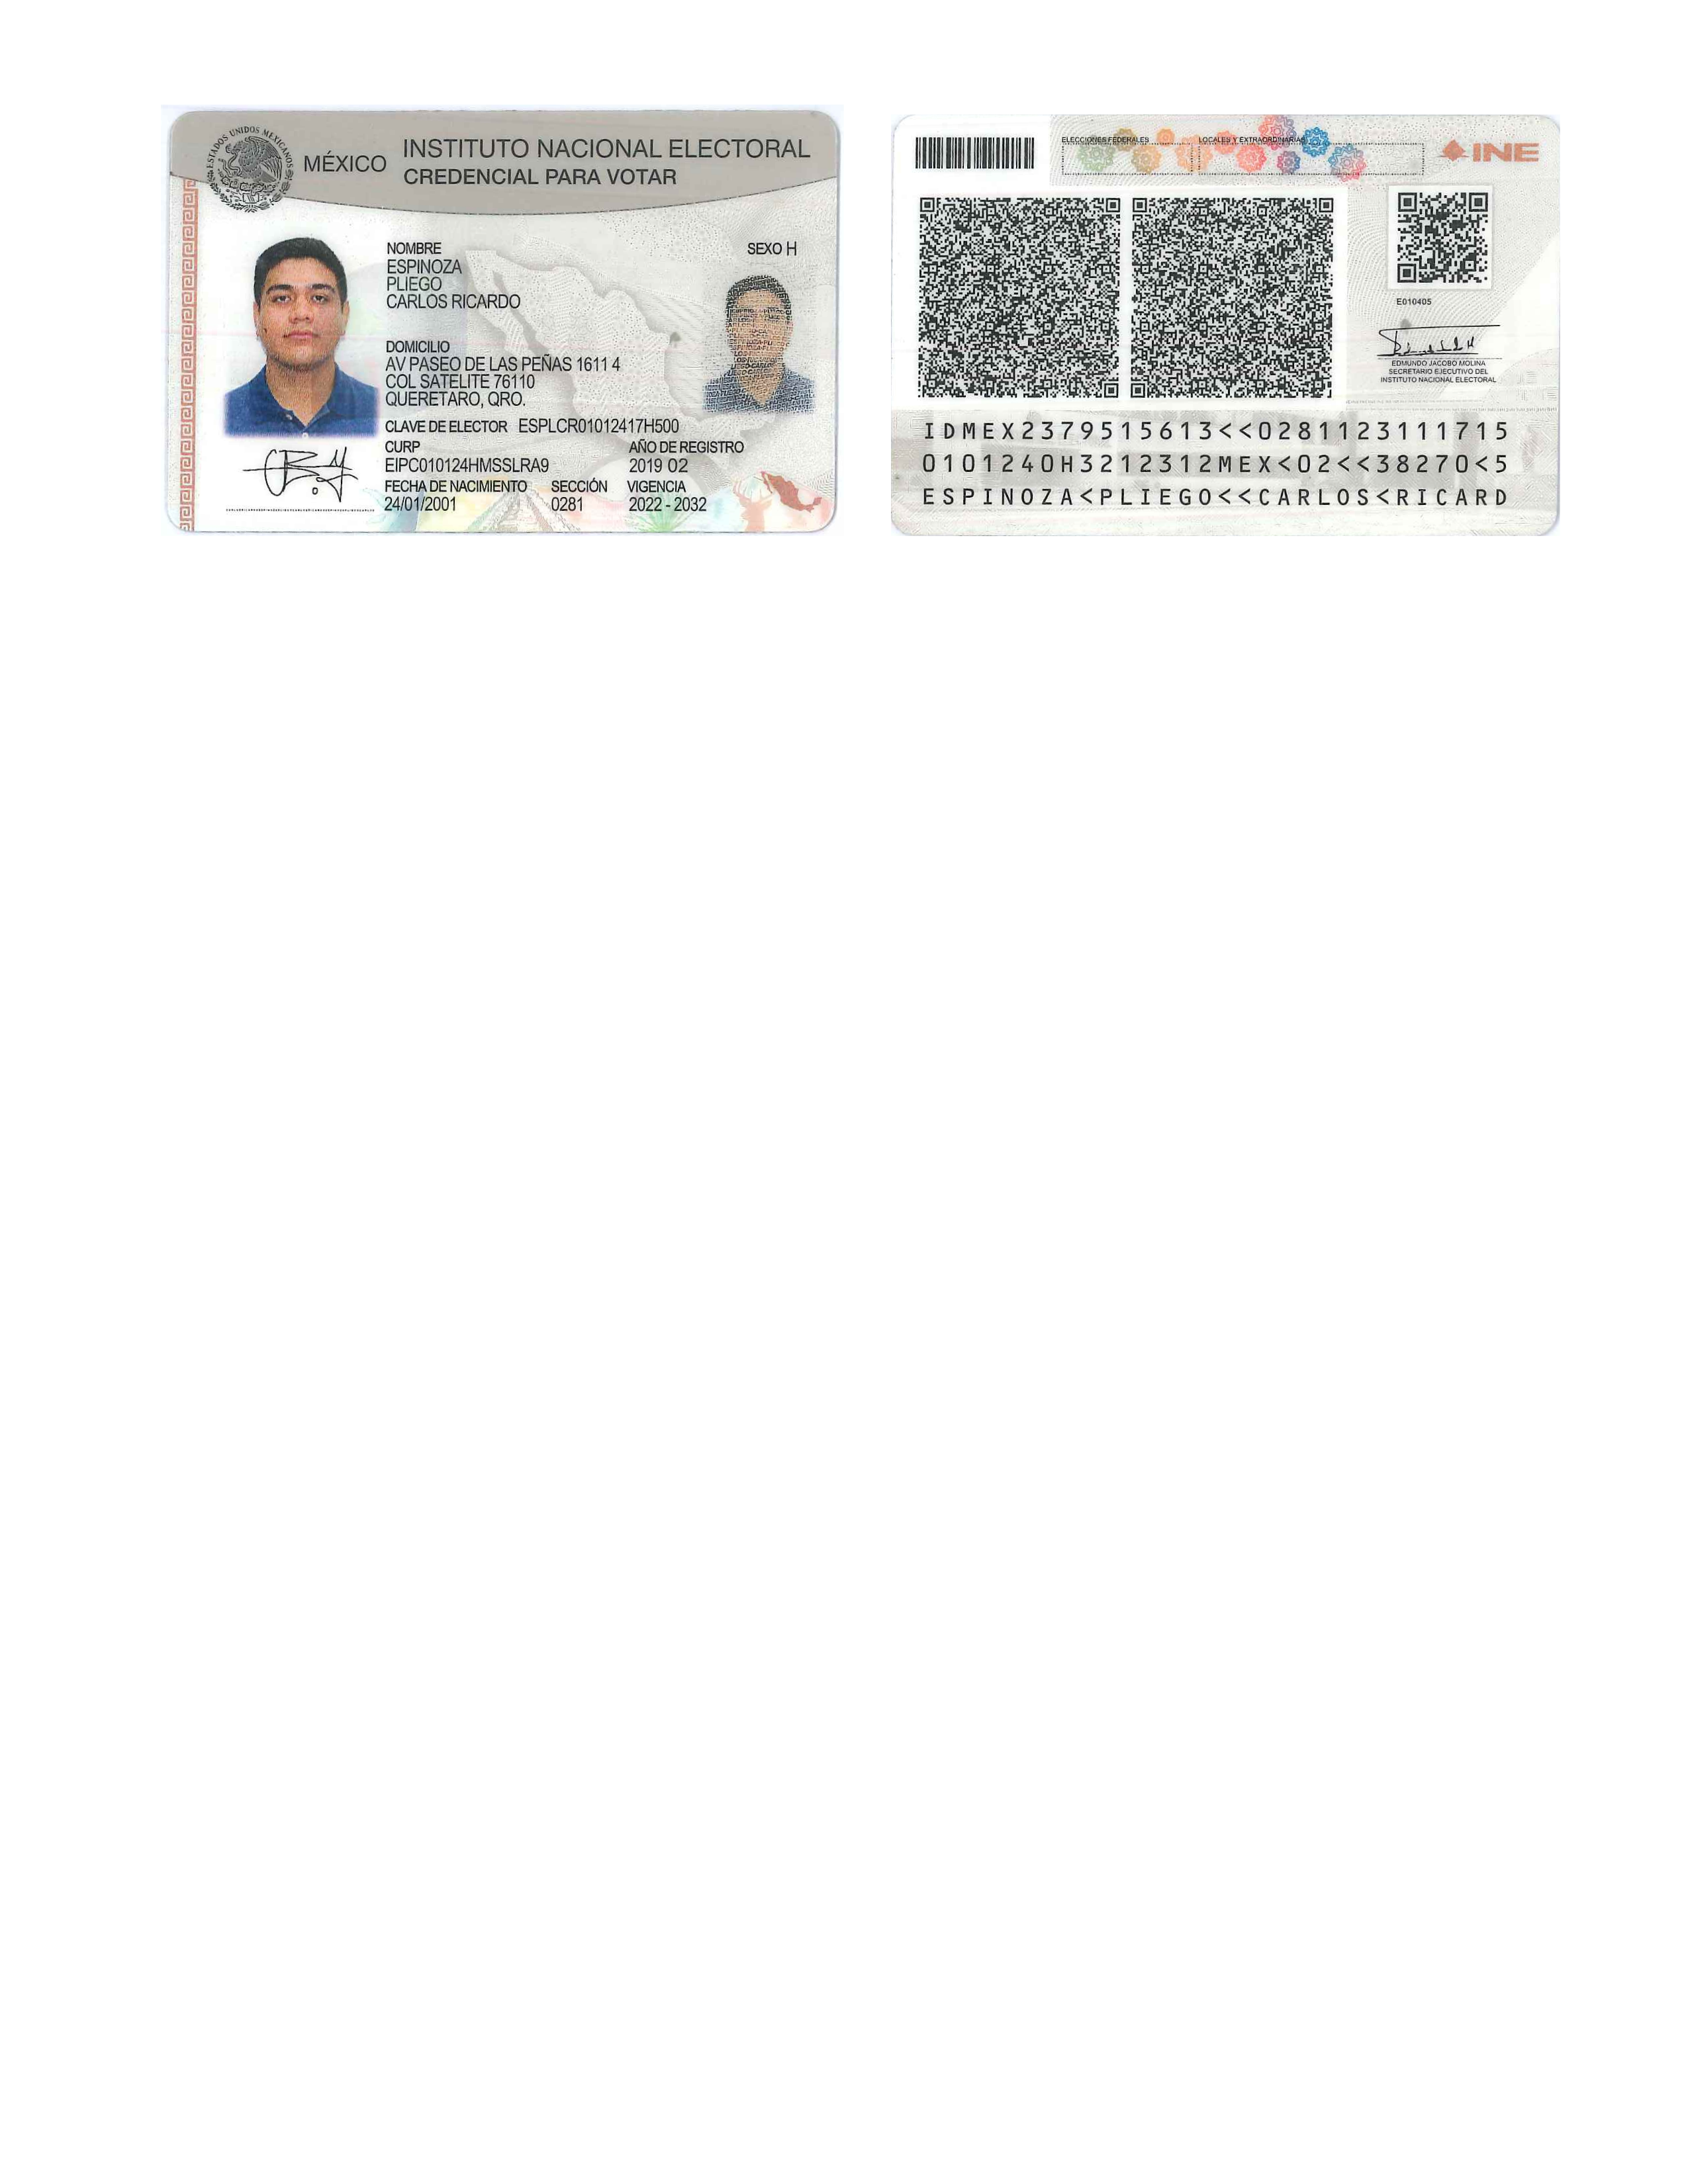 ESTADOS UNIDOS MEXICANOS
MÉXICO
INSTITUTO NACIONAL ELECTORAL
CREDENCIAL PARA VOTAR
NOMBRE
ESPINOZA
PLIEGO
CARLOS RICARDO
SEXO H
DOMICILIO
AV PASEO DE LAS PEÑAS 1611 4
COL SATELITE 76110
QUERETARO, QRO.
CLAVE DE ELECTOR ESPLCR01012417H500
CURP
EIPC010124HMSSLRA9
AÑO DE REGISTRO
2019 02
FECHA DE NACIMIENTO
24/01/2001
SECCIÓN
0281
VIGENCIA
2022 - 2032
ELECCIONES FEDERALES
LOCALES Y EXTRAORDINARIAS
INE
E010405
EDMUNDO JACOBO MOLINA
SECRETARIO EJECUTIVO DEL
INSTITUTO NACIONAL ELECTORAL
IDMEX2379515613<<0281123111715
0101240H3212312MEX<02<<38270<5
ESPINOZA<PLIEGO<<CARLOS<RICARD